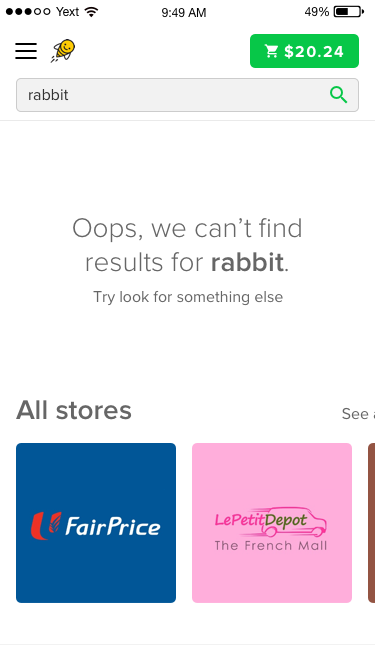 Yext 9:49 AM 49%
$20.24
rabbit
Oops, we can't find
results for rabbit.
Try look for something else
All stores See a
FairPrice LePetitDepot
The French Mall